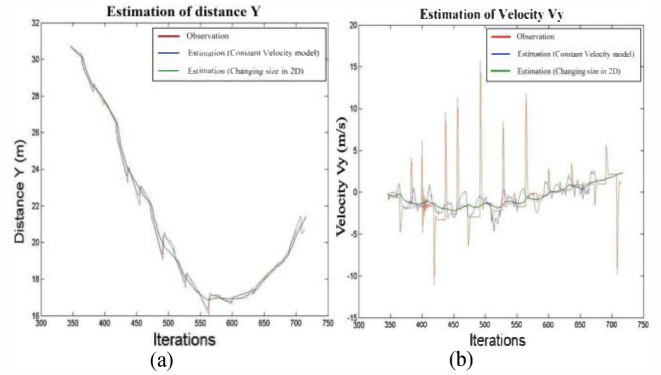 Estimation of distance Y
Observation
Estimation (Constant Velocity model)
Estimation (Changing size in 2D)
Distance Y (m)
32
30
28
26
24
22
20
18
16
300 350 400 450 500 550 600 650 700 750
Iterations
(a)
Estimation of Velocity Vy
Observation
Estimation (Constant Velocity model)
Estimation (Changing size in 2D)
Velocity Vy (m/s)
20
15
10
5
0
-5
-10
-15
300 350 400 450 500 550 600 650 700 750
Iterations
(b)